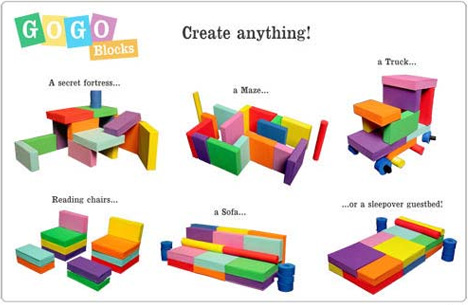 GOGO
Blocks
Create anything!
A secret fortress...
a Maze...
a Truck...
Reading chairs...
a Sofa...
...or a sleepover guestbed!